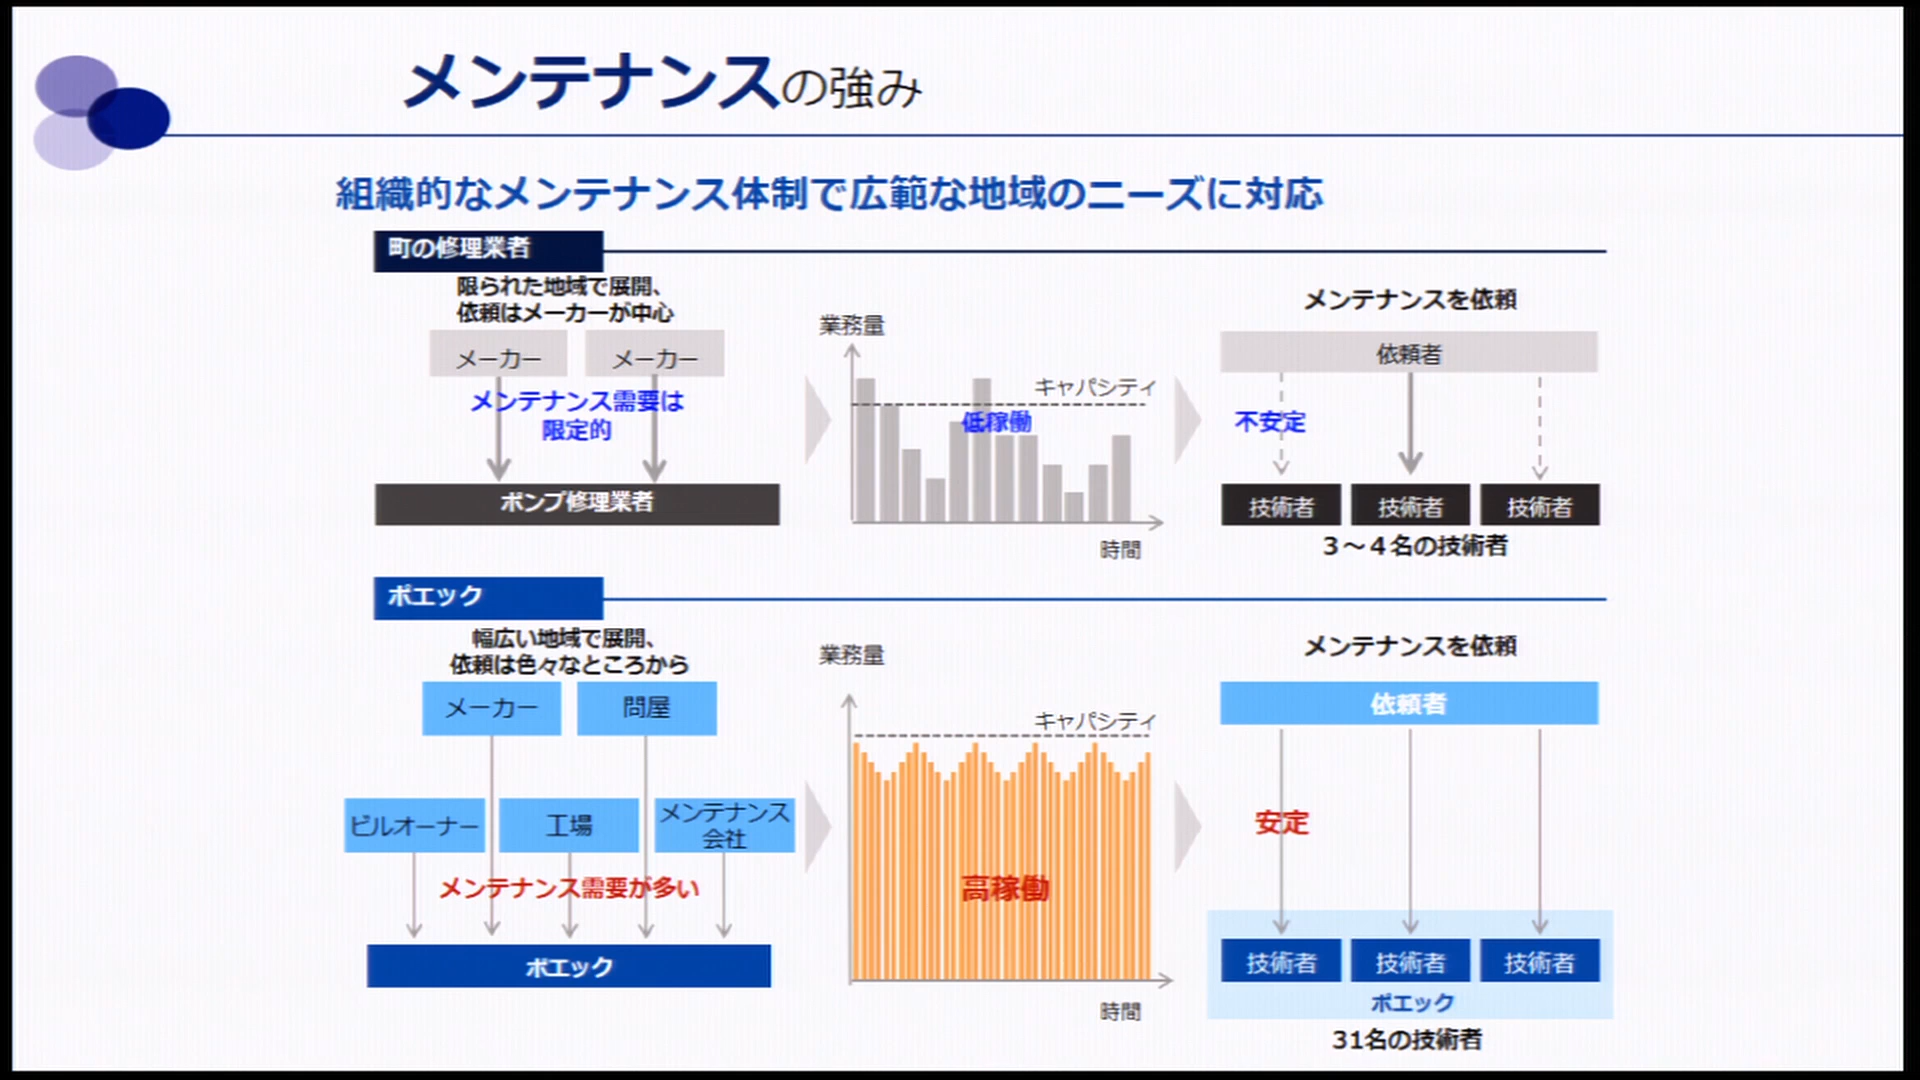 メンテナンスの強み
組織的なメンテナンス体制で広範な地域のニーズに対応
町の修理業者
限られた地域で展開、
依頼はメーカーが中心
メーカー
メーカー
メンテナンス需要は
限定的
ポンプ修理業者
業務量
キャパシティ
低稼働
時間
メンテナンスを依頼
依頼者
不安定
技術者
技術者
技術者
３～４名の技術者
ポエック
幅広い地域で展開、
依頼は色々なところから
メーカー
問屋
ビルオーナー
工場
メンテナンス
会社
メンテナンス需要が多い
ポエック
業務量
キャパシティ
高稼働
時間
メンテナンスを依頼
依頼者
安定
技術者
技術者
技術者
ポエック
31名の技術者